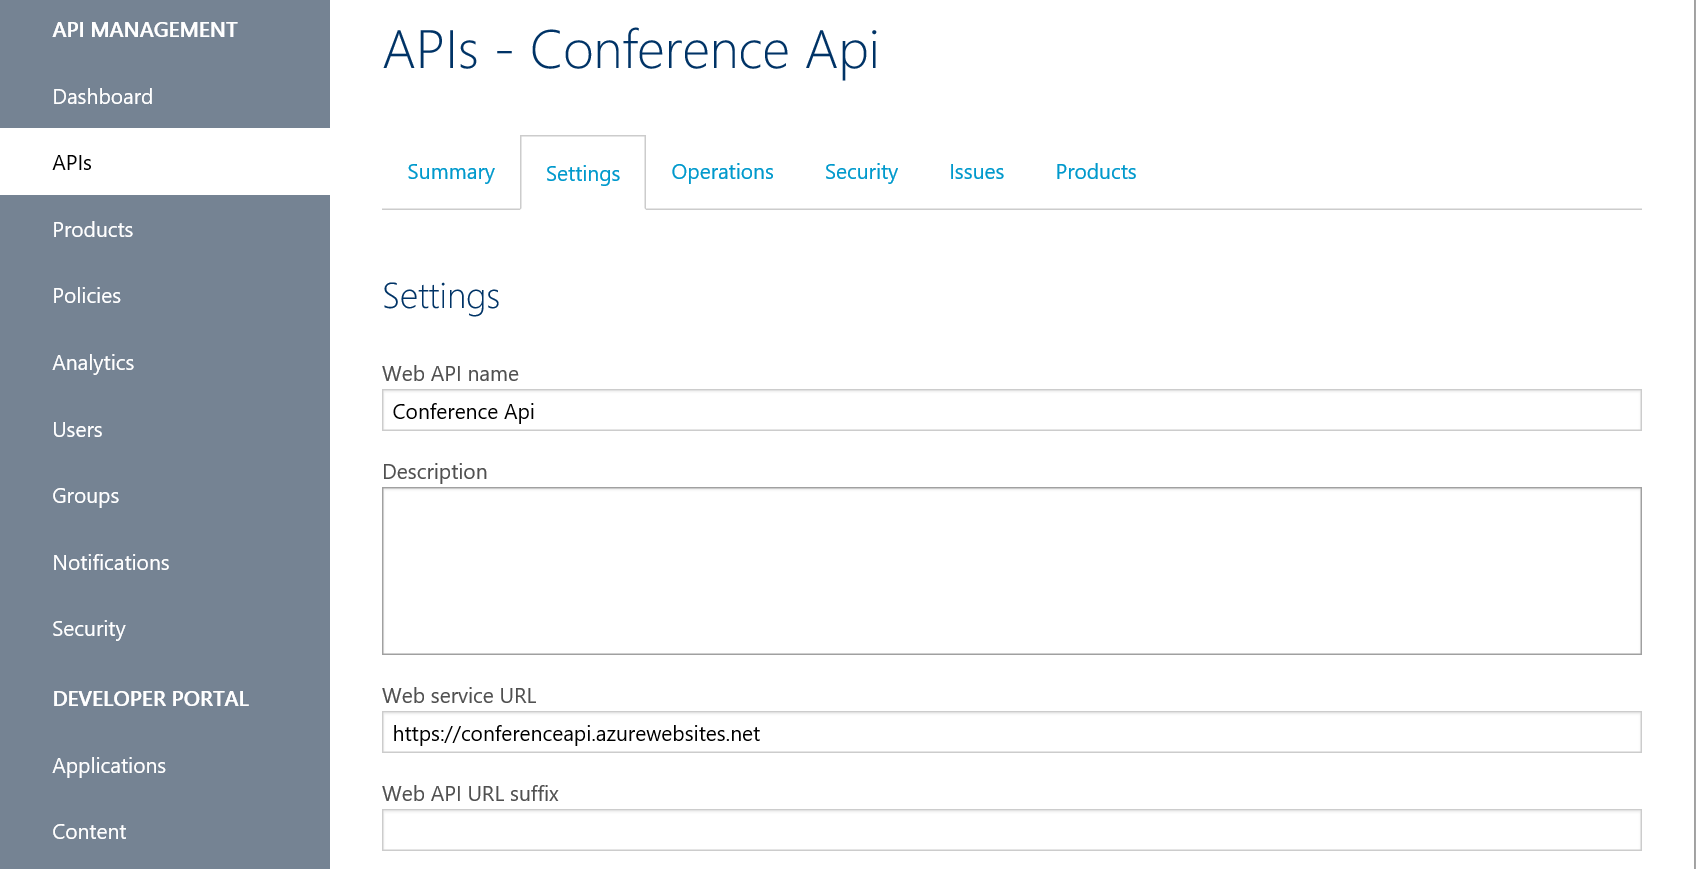 API MANAGEMENT
Dashboard
APIs
Products
Policies
Analytics
Users
Groups
Notifications
Security
DEVELOPER PORTAL
Applications
Content
APIs - Conference Api
Summary Settings Operations Security Issues Products
Settings
Web API name
Conference Api
Description
Web service URL
https://conferenceapi.azurewebsites.net
Web API URL suffix